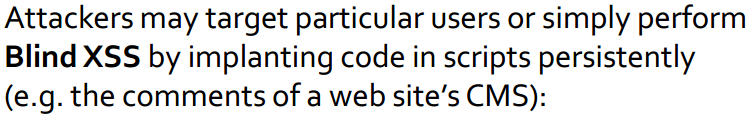 Attackers may target particular users or simply perform
Blind XSS by implanting code in scripts persistently
(e.g. the comments of a web site's CMS):